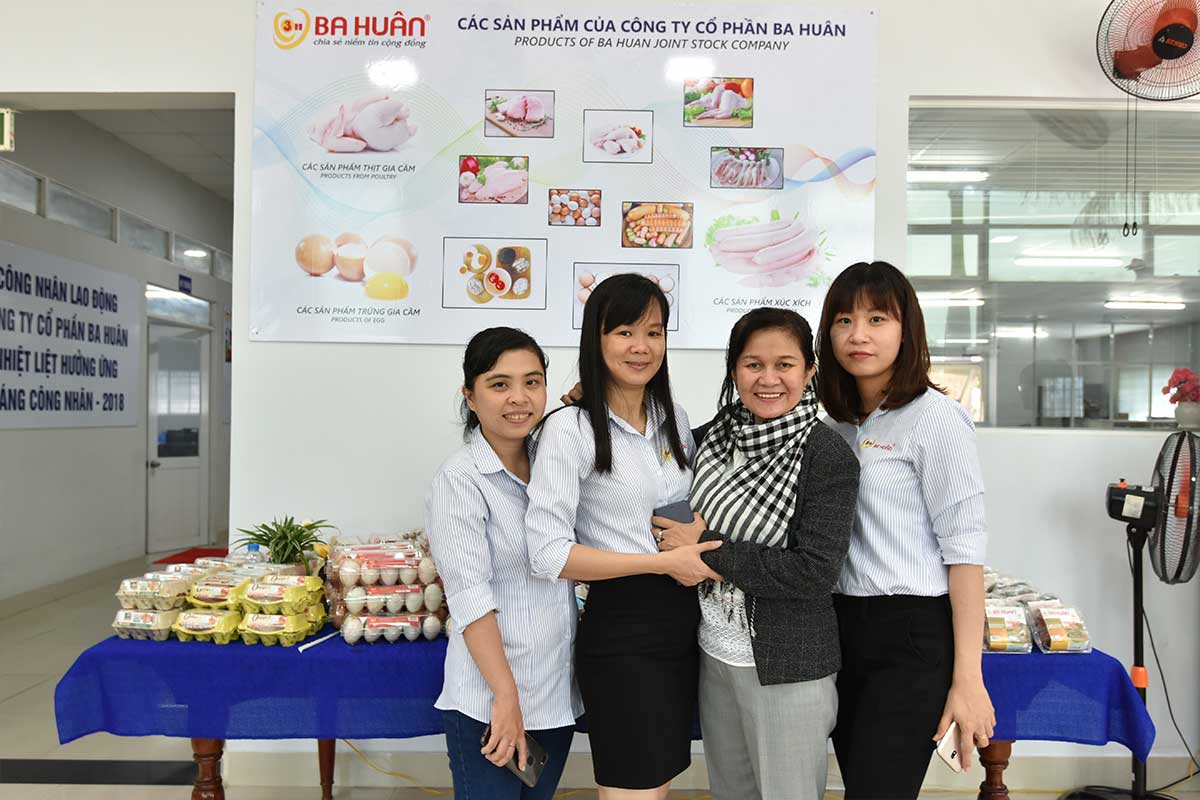 3H BA HUÂN®
chia sẻ niềm tin cộng đồng
CÁC SẢN PHẨM CỦA CÔNG TY CỔ PHẦN BA HUÂN
PRODUCTS OF BA HUAN JOINT STOCK COMPANY
CÁC SẢN PHẨM THỊT GIA CẦM
PRODUCTS FROM POULTRY
CÁC SẢN PHẨM TRỨNG GIA CẦM
PRODUCTS OF EGG
CÁC SẢN PHẨM XÚC XÍCH
CÔNG NHÂN LAO ĐỘNG
NG TY CỔ PHẦN BA HUÂN
NHIỆT LIỆT HƯỞNG ỨNG
ÁNG CÔNG NHÂN - 2018
BA HUÂN